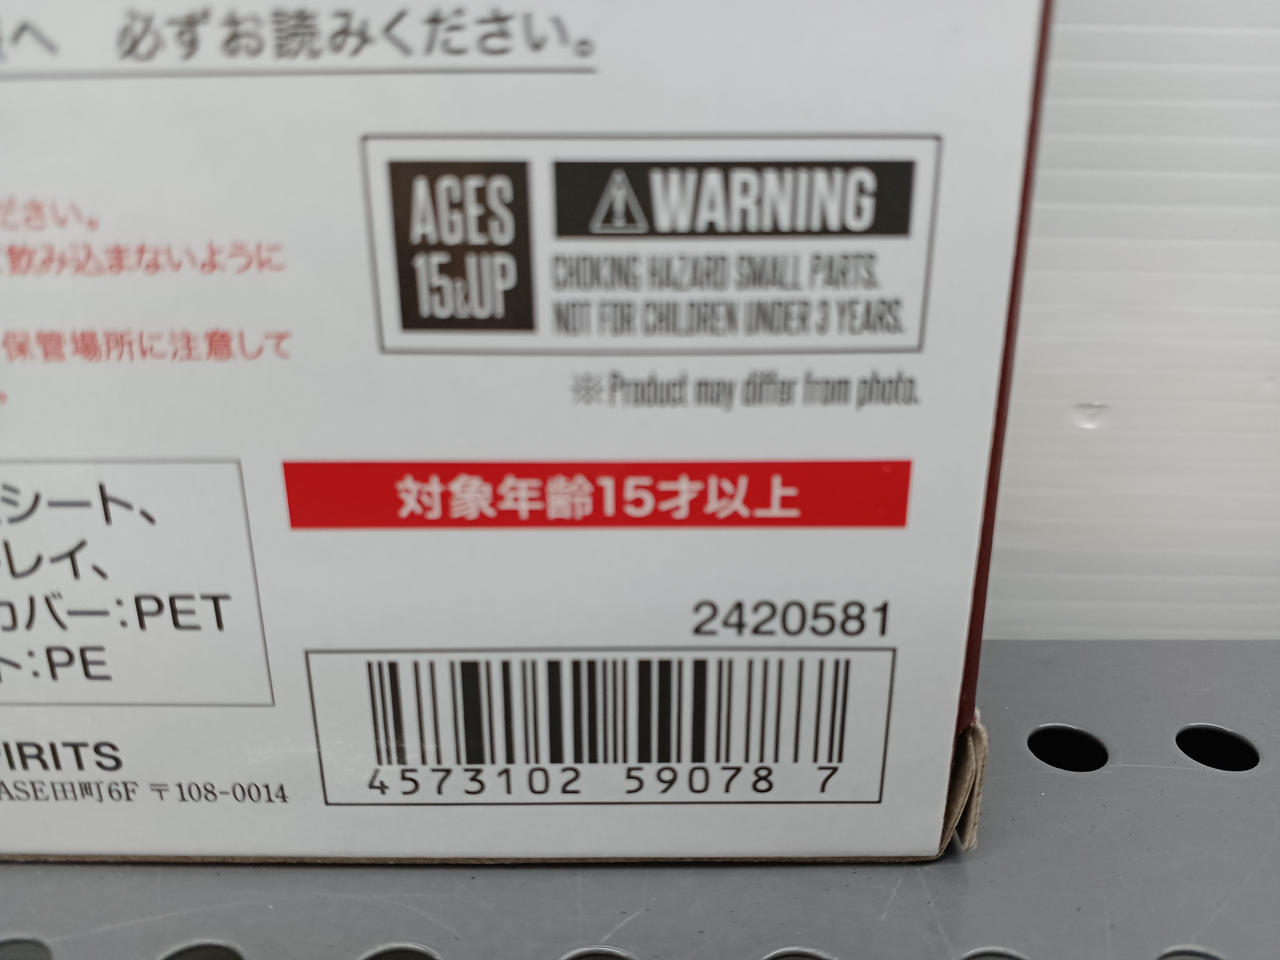 へ 必ずお読みください。
ださい。
飲み込まないように
保管場所に注意して
AGES
15&UP
WARNING
CHOKING HAZARD SMALL PARTS.
NOT FOR CHILDREN UNDER 3 YEARS.
※Product may differ from photo.
対象年齢15才以上
シート、
レイ、
カバー:PET
ト:PE
2420581
PIRITS
ASE田町6F 〒108-0014
4573102 59078 7